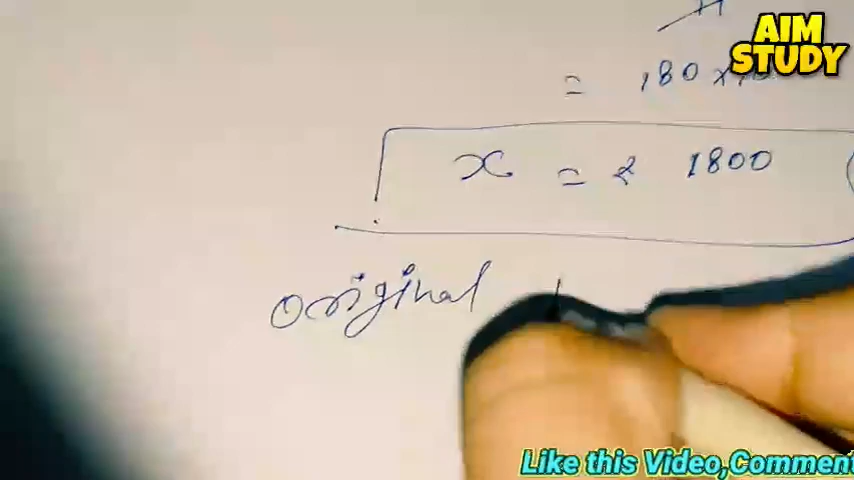 AIM
STUDY
= 180 x
x = ₹ 1800
Original
Like this Video,Comment